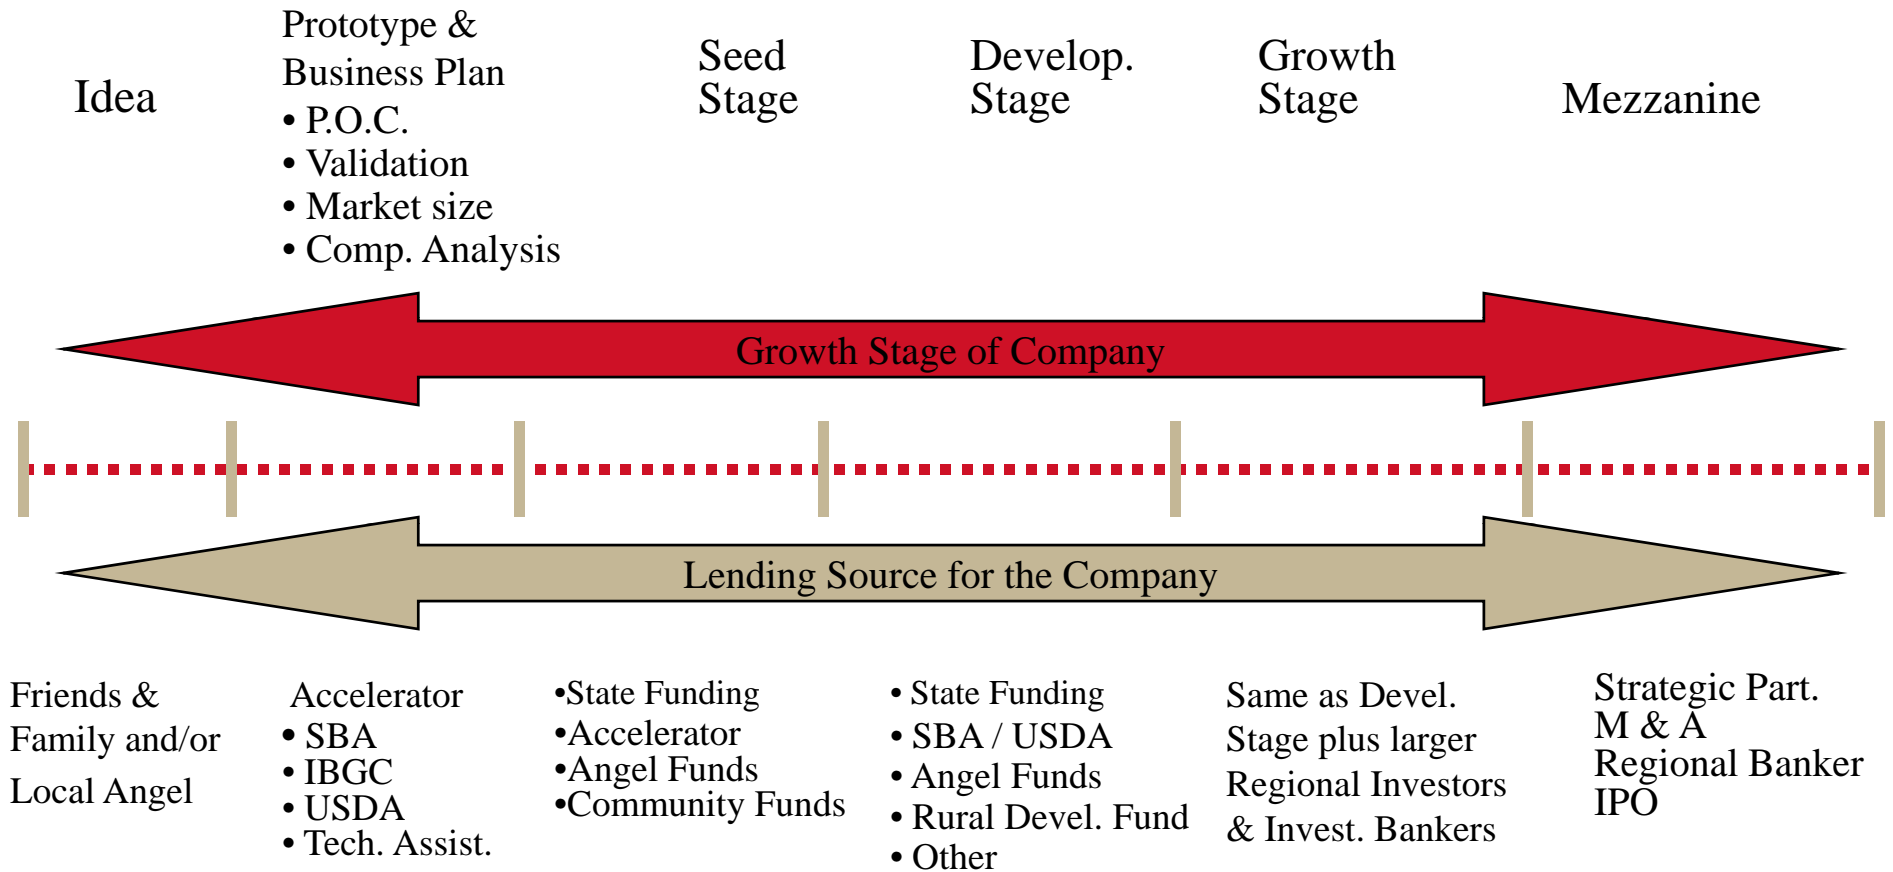 Idea
Prototype &
Business Plan
• P.O.C.
• Validation
• Market size
• Comp. Analysis
Seed
Stage
Develop.
Stage
Growth
Stage
Mezzanine
Growth Stage of Company
Lending Source for the Company
Friends &
Family and/or
Local Angel
Accelerator
• SBA
• IBGC
• USDA
• Tech. Assist.
•State Funding
•Accelerator
•Angel Funds
•Community Funds
• State Funding
• SBA / USDA
• Angel Funds
• Rural Devel. Fund
• Other
Same as Devel.
Stage plus larger
Regional Investors
& Invest. Bankers
Strategic Part.
M & A
Regional Banker
IPO